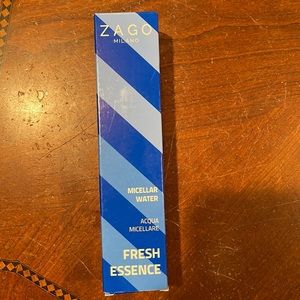 ZAGO
MILANO
MICELLAR
WATER
ACQUA
MICELLARE
FRESH
ESSENCE